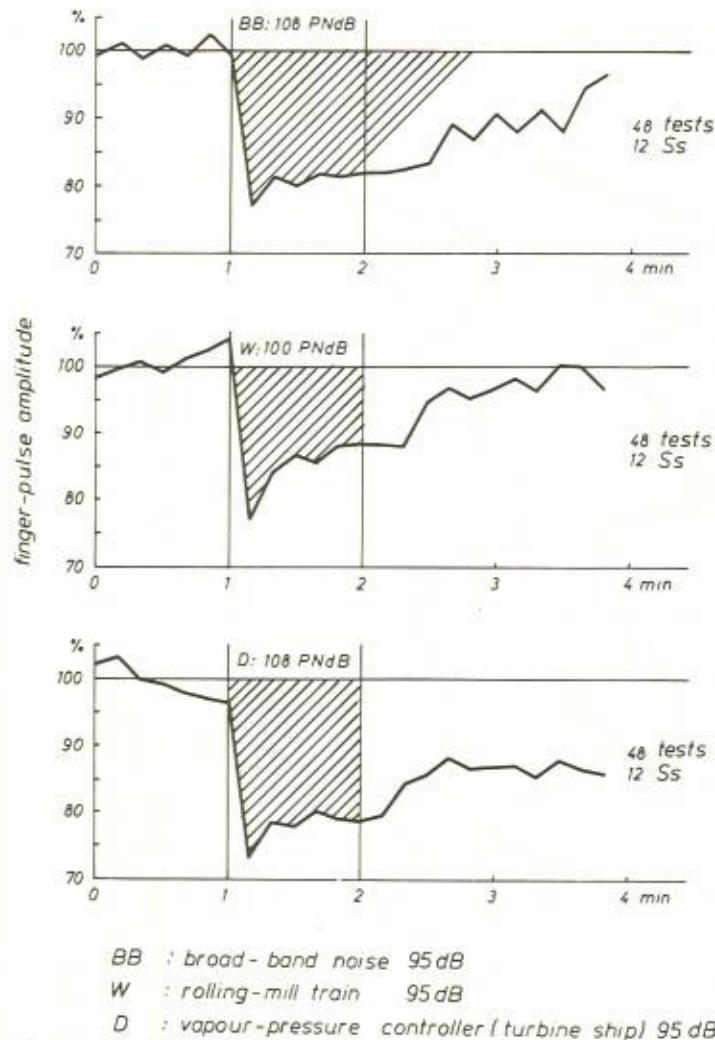 %
BB: 108 PNdB
100
90
80
70
48 tests
12 Ss
0 1 2 3 4 min
finger-pulse amplitude
%
W: 100 PNdB
100
90
80
70
48 tests
12 Ss
0 1 2 3 4 min
%
D: 108 PNdB
100
90
80
70
48 tests
12 Ss
0 1 2 3 4 min
BB : broad-band noise 95 dB
W : rolling-mill train 95 dB
D : vapour-pressure controller (turbine ship) 95 dB